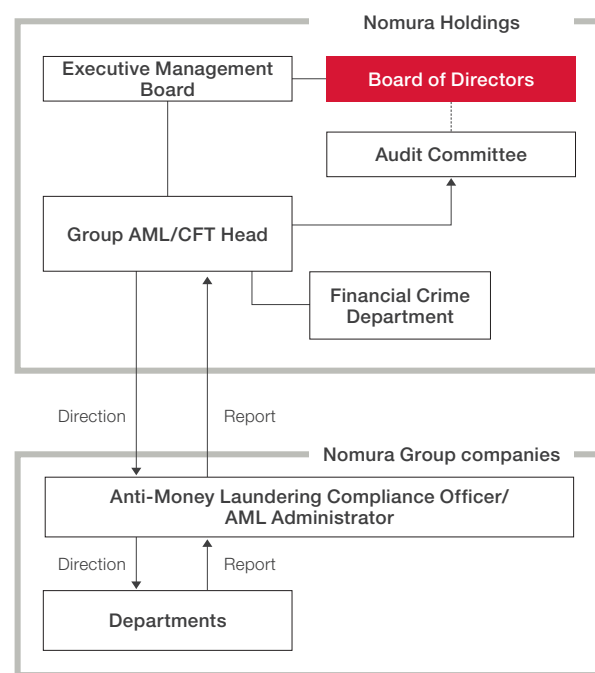 Nomura Holdings
Executive Management
Board
Board of Directors
Audit Committee
Group AML/CFT Head
Financial Crime
Department
Direction
Report
Nomura Group companies
Anti-Money Laundering Compliance Officer/
AML Administrator
Direction
Report
Departments